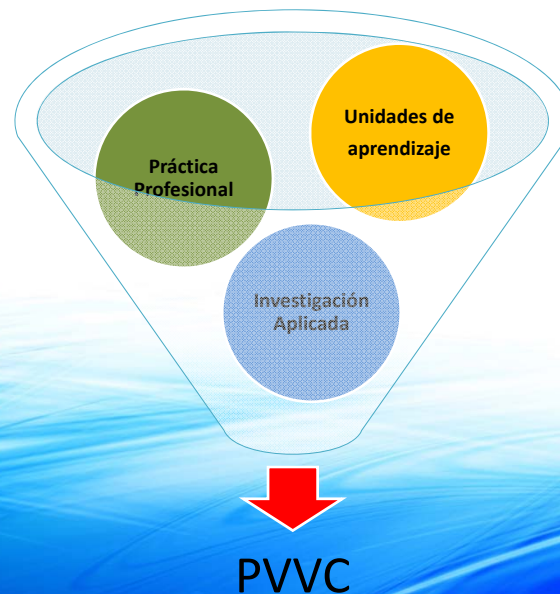 Unidades de
aprendizaje
Práctica
Profesional
Investigación
Aplicada
PVVC